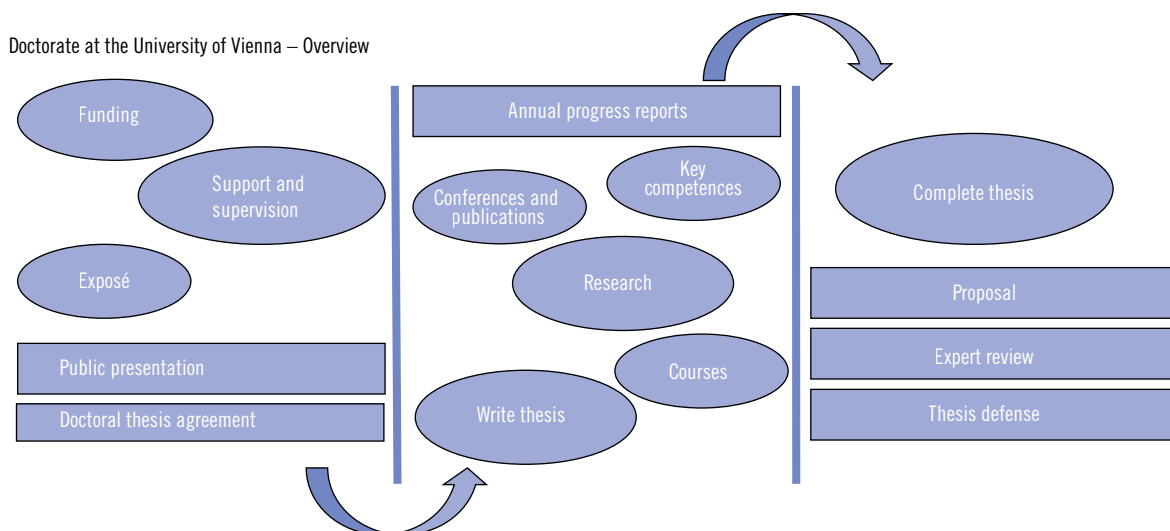 Doctorate at the University of Vienna – Overview
Funding
Support and
supervision
Exposé
Public presentation
Doctoral thesis agreement
Annual progress reports
Key
competences
Conferences and
publications
Research
Courses
Write thesis
Complete thesis
Proposal
Expert review
Thesis defense